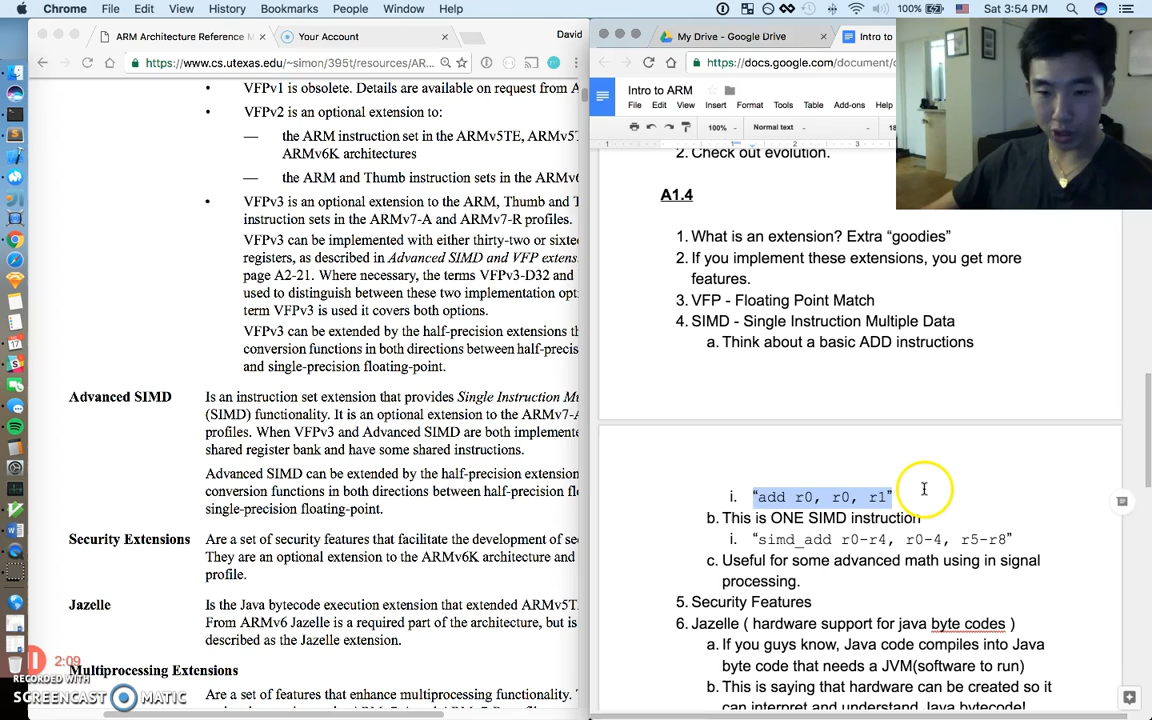 Chrome File Edit View History Bookmarks People Window Help 100% Sat 3:54 PM
ARM Architecture Reference M
Your Account
David
https://www.cs.utexas.edu/~simon/395t/resources/AR...
VFPv1 is obsolete. Details are available on request from A
• VFPv2 is an optional extension to:
— the ARM instruction set in the ARMv5TE, ARMv5T
ARMv6K architectures
— the ARM and Thumb instruction sets in the ARMv6
• VFPv3 is an optional extension to the ARM, Thumb and T
instruction sets in the ARMv7-A and ARMv7-R profiles.
VFPv3 can be implemented with either thirty-two or sixte
registers, as described in Advanced SIMD and VFP extens
page A2-21. Where necessary, the terms VFPv3-D32 and
used to distinguish between these two implementation opt
term VFPv3 is used it covers both options.
VFPv3 can be extended by the half-precision extensions t
conversion functions in both directions between half-precis
and single-precision floating-point.
Advanced SIMD Is an instruction set extension that provides Single Instruction Mu
(SIMD) functionality. It is an optional extension to the ARMv7-A
profiles. When VFPv3 and Advanced SIMD are both implemente
shared register bank and have some shared instructions.
Advanced SIMD can be extended by the half-precision extension
conversion functions in both directions between half-precision fl
single-precision floating-point.
Security Extensions Are a set of security features that facilitate the development of se
They are an optional extension to the ARMv6K architecture and
profile.
Jazelle Is the Java bytecode execution extension that extended ARMv5T
From ARMv6 Jazelle is a required part of the architecture, but is
described as the Jazelle extension.
Multiprocessing Extensions
Are a set of features that enhance multiprocessing functionality.
2:09
RECORDED WITH
SCREENCAST MATIC
My Drive - Google Drive
Intro to
https://docs.google.com/document/
Intro to ARM
File Edit View Insert Format Tools Table Add-ons Help
100% Normal text 18
1 1 2 3
2. Check out evolution.
A1.4
1. What is an extension? Extra “goodies”
2. If you implement these extensions, you get more
features.
3. VFP - Floating Point Match
4. SIMD - Single Instruction Multiple Data
a. Think about a basic ADD instructions
i. “add r0, r0, r1”
b. This is ONE SIMD instruction
i. “simd_add r0-r4, r0-4, r5-r8”
c. Useful for some advanced math using in signal
processing.
5. Security Features
6. Jazelle ( hardware support for java byte codes )
a. If you guys know, Java code compiles into Java
byte code that needs a JVM(software to run)
b. This is saying that hardware can be created so it
can interpret and understand Java bytecode!